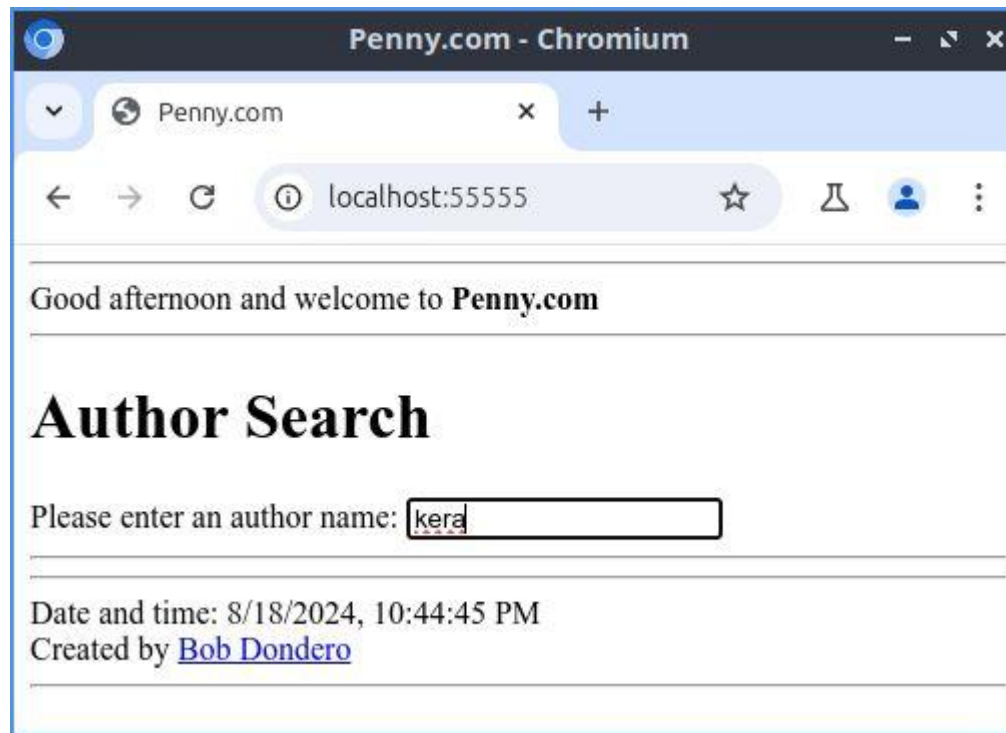 Penny.com - Chromium
Penny.com
localhost:55555
Good afternoon and welcome to Penny.com
Author Search
Please enter an author name: kera
Date and time: 8/18/2024, 10:44:45 PM
Created by Bob Dondero